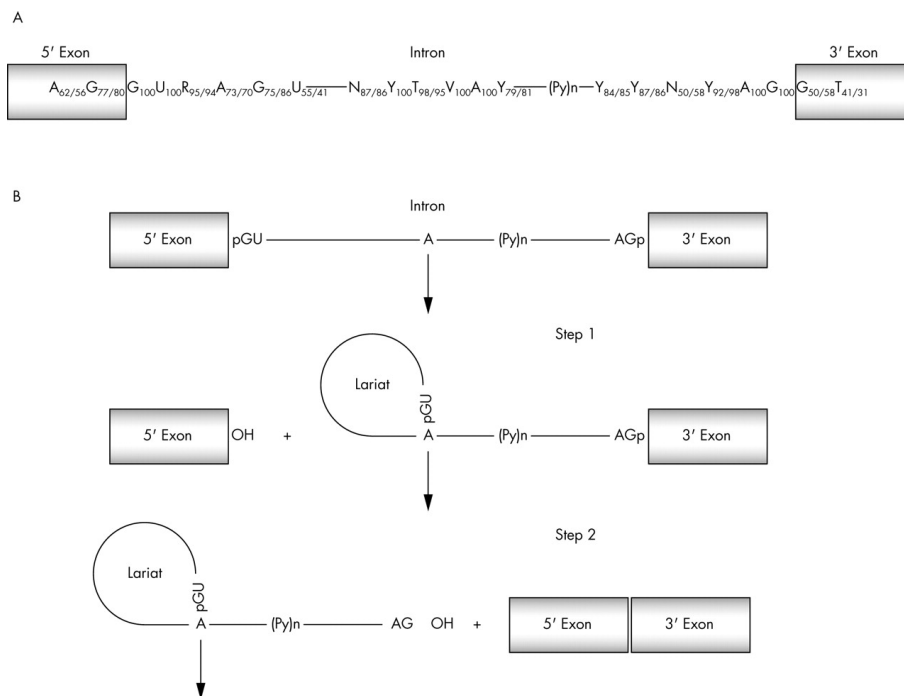 A
5′ Exon Intron 3′ Exon
A62/56G77/80G100U100R95/94A73/70G75/86U55/41 N87/86Y100T98/95V100A100Y79/81 (Py)n Y84/85Y87/86N50/58Y92/98A100G100G50/58T41/31
B
Intron
5′ Exon pGU A (Py)n AGp 3′ Exon
Step 1
Lariat
pGU
5′ Exon OH + A (Py)n AGp 3′ Exon
Step 2
Lariat
pGU
A (Py)n AG OH + 5′ Exon 3′ Exon